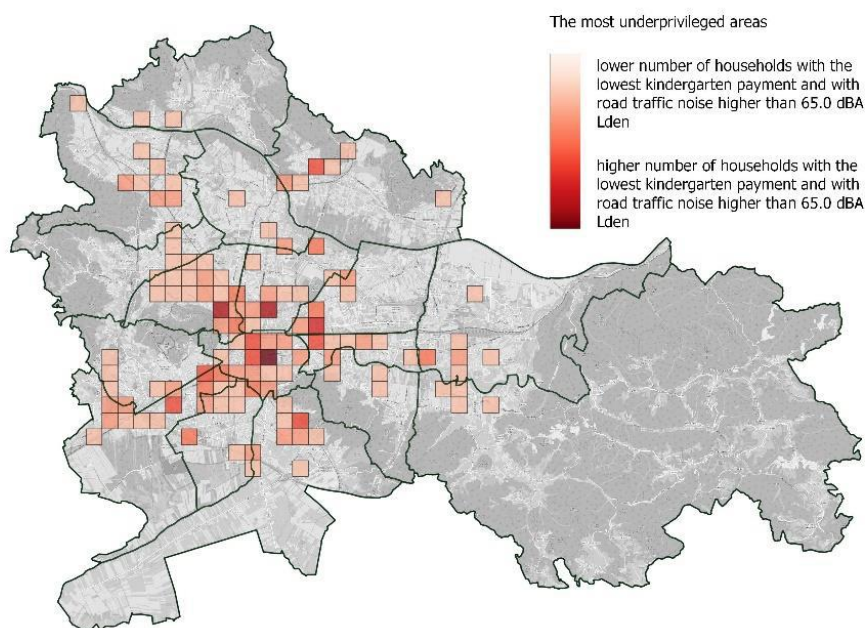 The most underprivileged areas
lower number of households with the
lowest kindergarten payment and with
road traffic noise higher than 65.0 dBA
Lden
higher number of households with the
lowest kindergarten payment and with
road traffic noise higher than 65.0 dBA
Lden